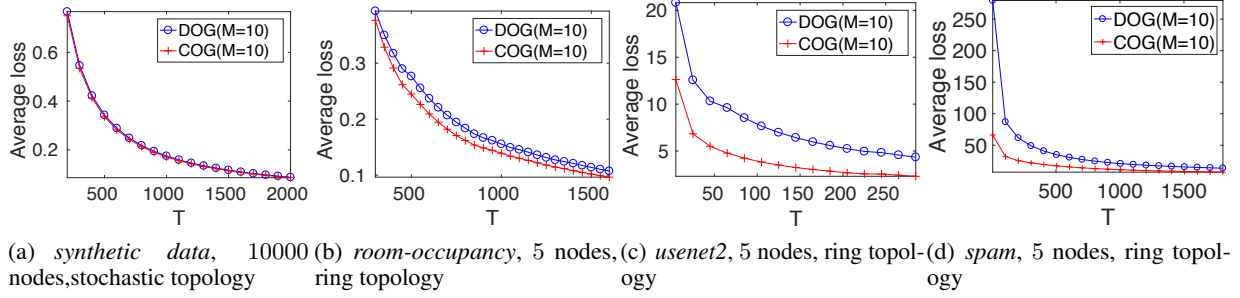 DOG(M=10)
COG(M=10)
Average loss
0.6
0.4
0.2
500 1000 1500 2000
T
DOG(M=10)
COG(M=10)
Average loss
0.3
0.2
0.1
500 1000 1500
T
DOG(M=10)
COG(M=10)
Average loss
20
15
10
5
50 100 150 200 250
T
DOG(M=10)
COG(M=10)
Average loss
250
200
150
100
50
500 1000 1500
T
(a) synthetic data, 10000
nodes,stochastic topology
(b) room-occupancy, 5 nodes,
ring topology
(c) usenet2, 5 nodes, ring topol-
ogy
(d) spam, 5 nodes, ring topol-
ogy